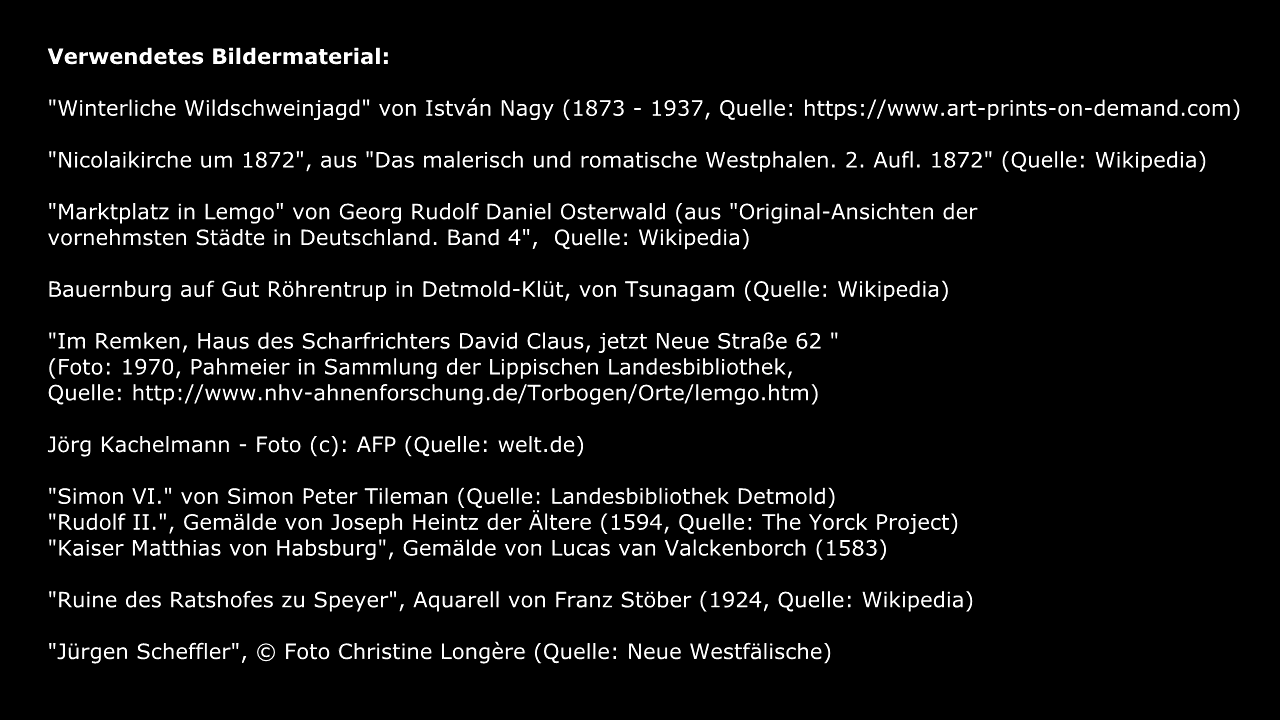 Verwendetes Bildermaterial:
"Winterliche Wildschweinjagd" von István Nagy (1873 - 1937, Quelle: https://www.art-prints-on-demand.com)
"Nicolaikirche um 1872", aus "Das malerisch und romatische Westphalen. 2. Aufl. 1872" (Quelle: Wikipedia)
"Marktplatz in Lemgo" von Georg Rudolf Daniel Osterwald (aus "Original-Ansichten der
vornehmsten Städte in Deutschland. Band 4",  Quelle: Wikipedia)
Bauernburg auf Gut Röhrentrup in Detmold-Klüt, von Tsunagam (Quelle: Wikipedia)
"Im Remken, Haus des Scharfrichters David Claus, jetzt Neue Straße 62 "
(Foto: 1970, Pahmeier in Sammlung der Lippischen Landesbibliothek,
Quelle: http://www.nhv-ahnenforschung.de/Torbogen/Orte/lemgo.htm)
Jörg Kachelmann - Foto (c): AFP (Quelle: welt.de)
"Simon VI." von Simon Peter Tileman (Quelle: Landesbibliothek Detmold)
"Rudolf II.", Gemälde von Joseph Heintz der Ältere (1594, Quelle: The Yorck Project)
"Kaiser Matthias von Habsburg", Gemälde von Lucas van Valckenborch (1583)
"Ruine des Ratshofes zu Speyer", Aquarell von Franz Stöber (1924, Quelle: Wikipedia)
"Jürgen Scheffler", © Foto Christine Longère (Quelle: Neue Westfälische)